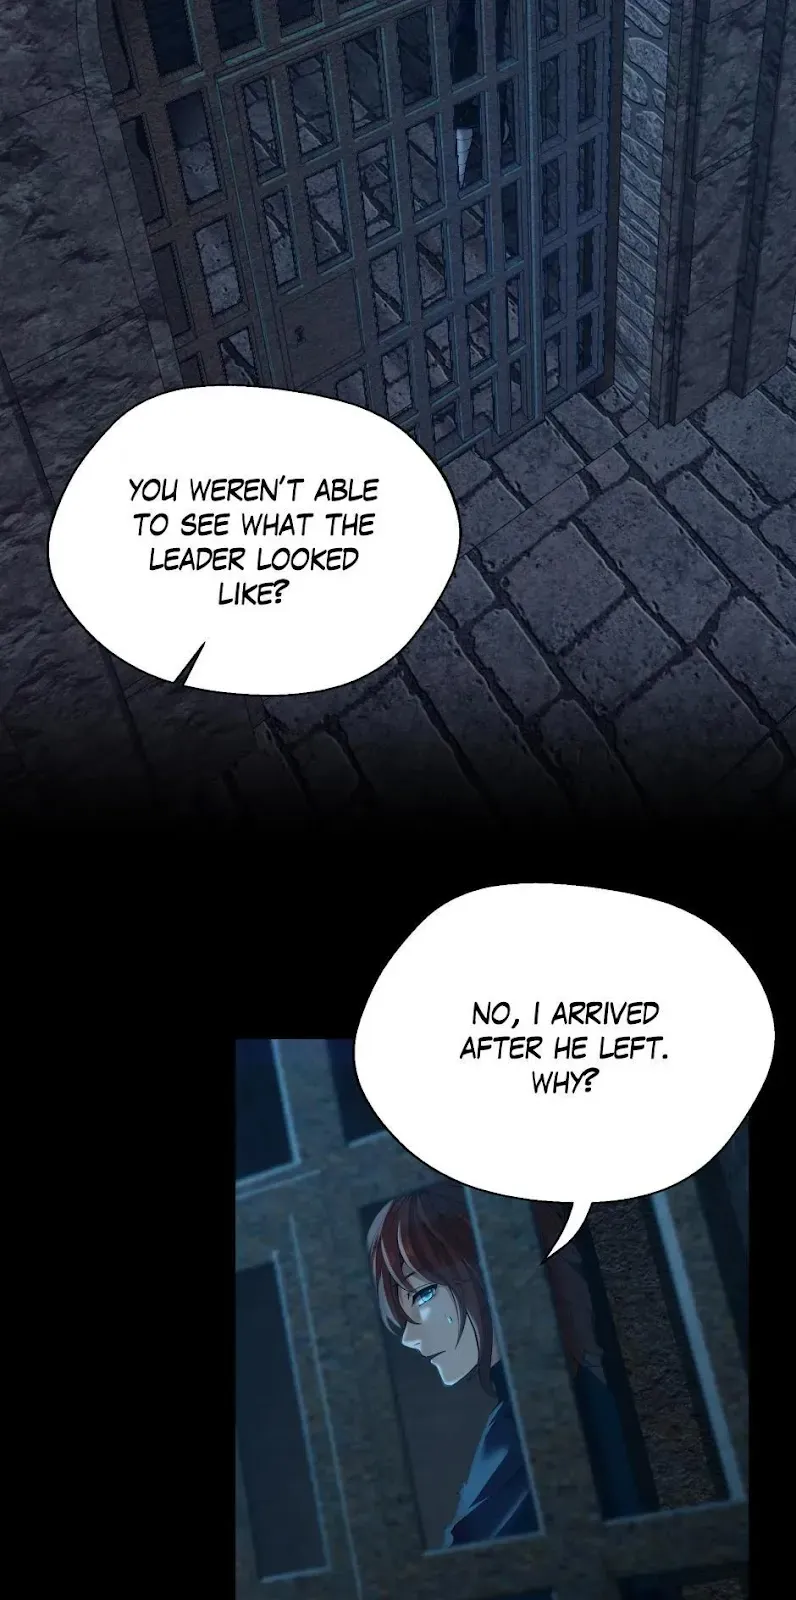 YOU WEREN'T ABLE
TO SEE WHAT THE
LEADER LOOKED
LIKE?
NO, I ARRIVED
AFTER HE LEFT.
WHY?